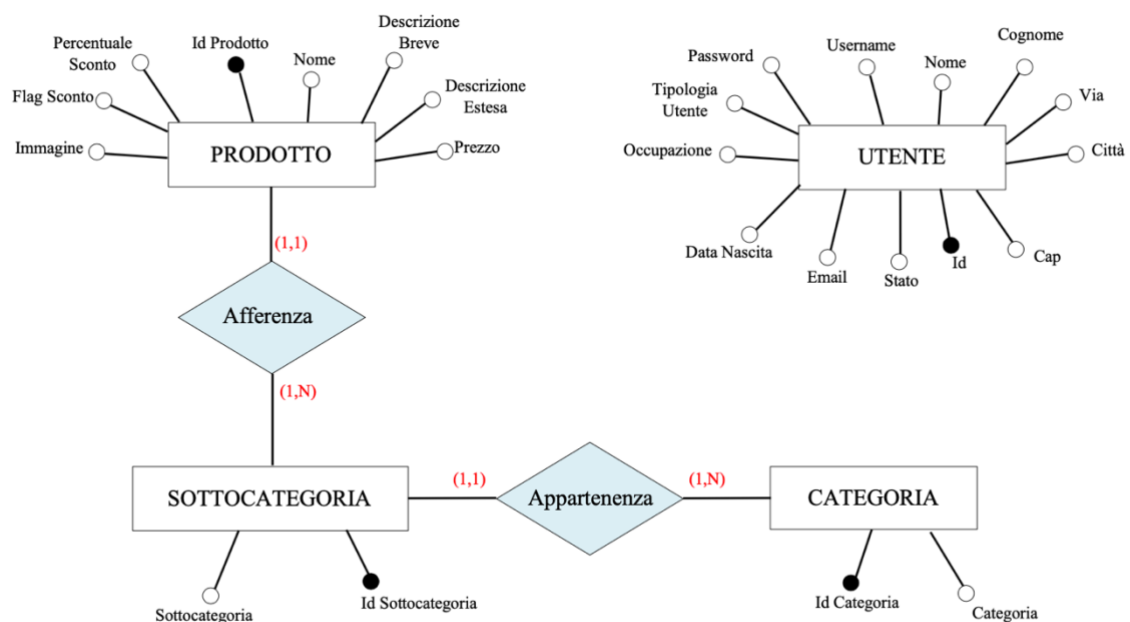 Descrizione
Breve
Percentuale
Sconto
Id Prodotto
Nome
Flag Sconto
Descrizione
Estesa
Immagine
PRODOTTO
Prezzo
Cognome
Username
Password
Nome
Tipologia
Utente
Via
Occupazione
UTENTE
Città
Data Nascita
Email
Stato
Id
Cap
(1,1)
Afferenza
(1,N)
SOTTOCATEGORIA
(1,1)
Appartenenza
(1,N)
CATEGORIA
Sottocategoria
Id Sottocategoria
Id Categoria
Categoria